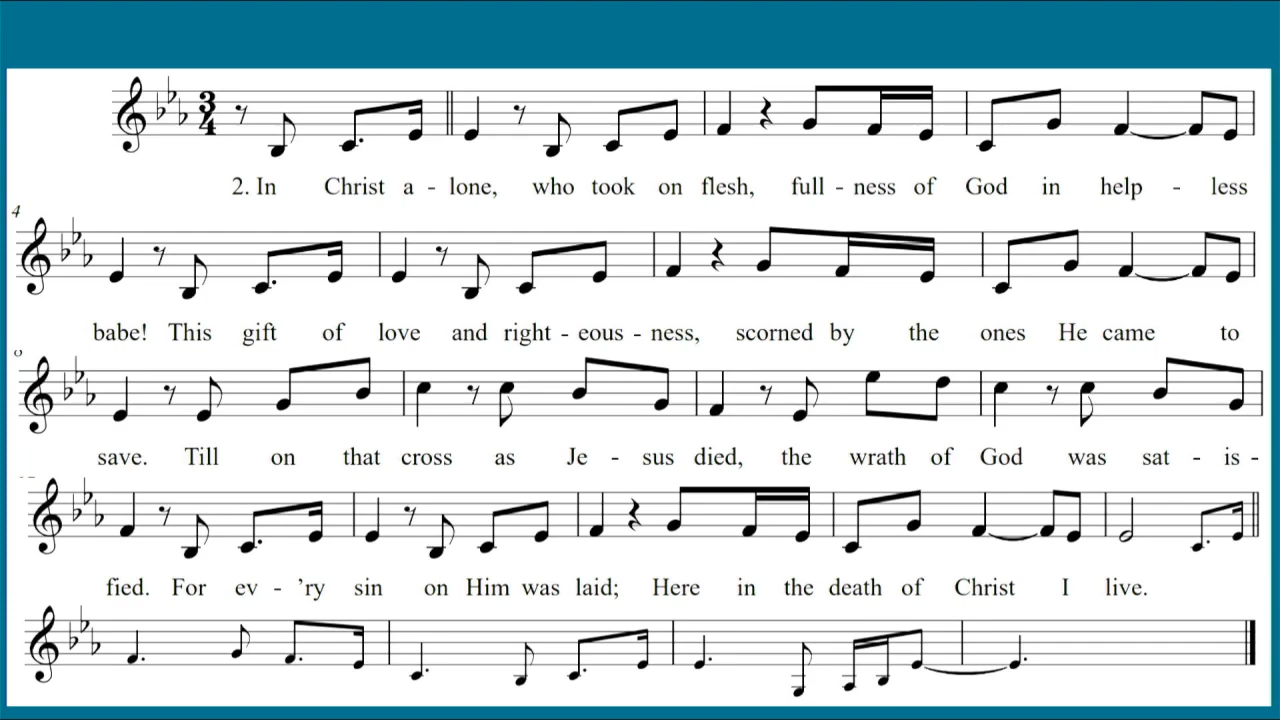 3
4
2. In Christ a - lone, who took on flesh, full - ness of God in help - less
4
babe! This gift of love and right - eous - ness, scorned by the ones He came to
save. Till on that cross as Je - sus died, the wrath of God was sat - is -
fied. For ev - 'ry sin on Him was laid; Here in the death of Christ I live.